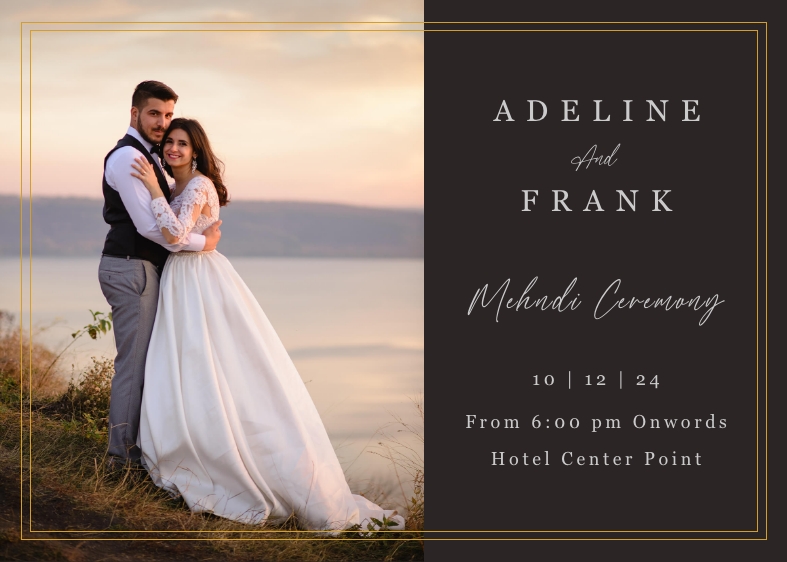 ADELINE
And
FRANK
Mehndi Ceremony
10 | 12 | 24
From 6:00 pm Onwords
Hotel Center Point